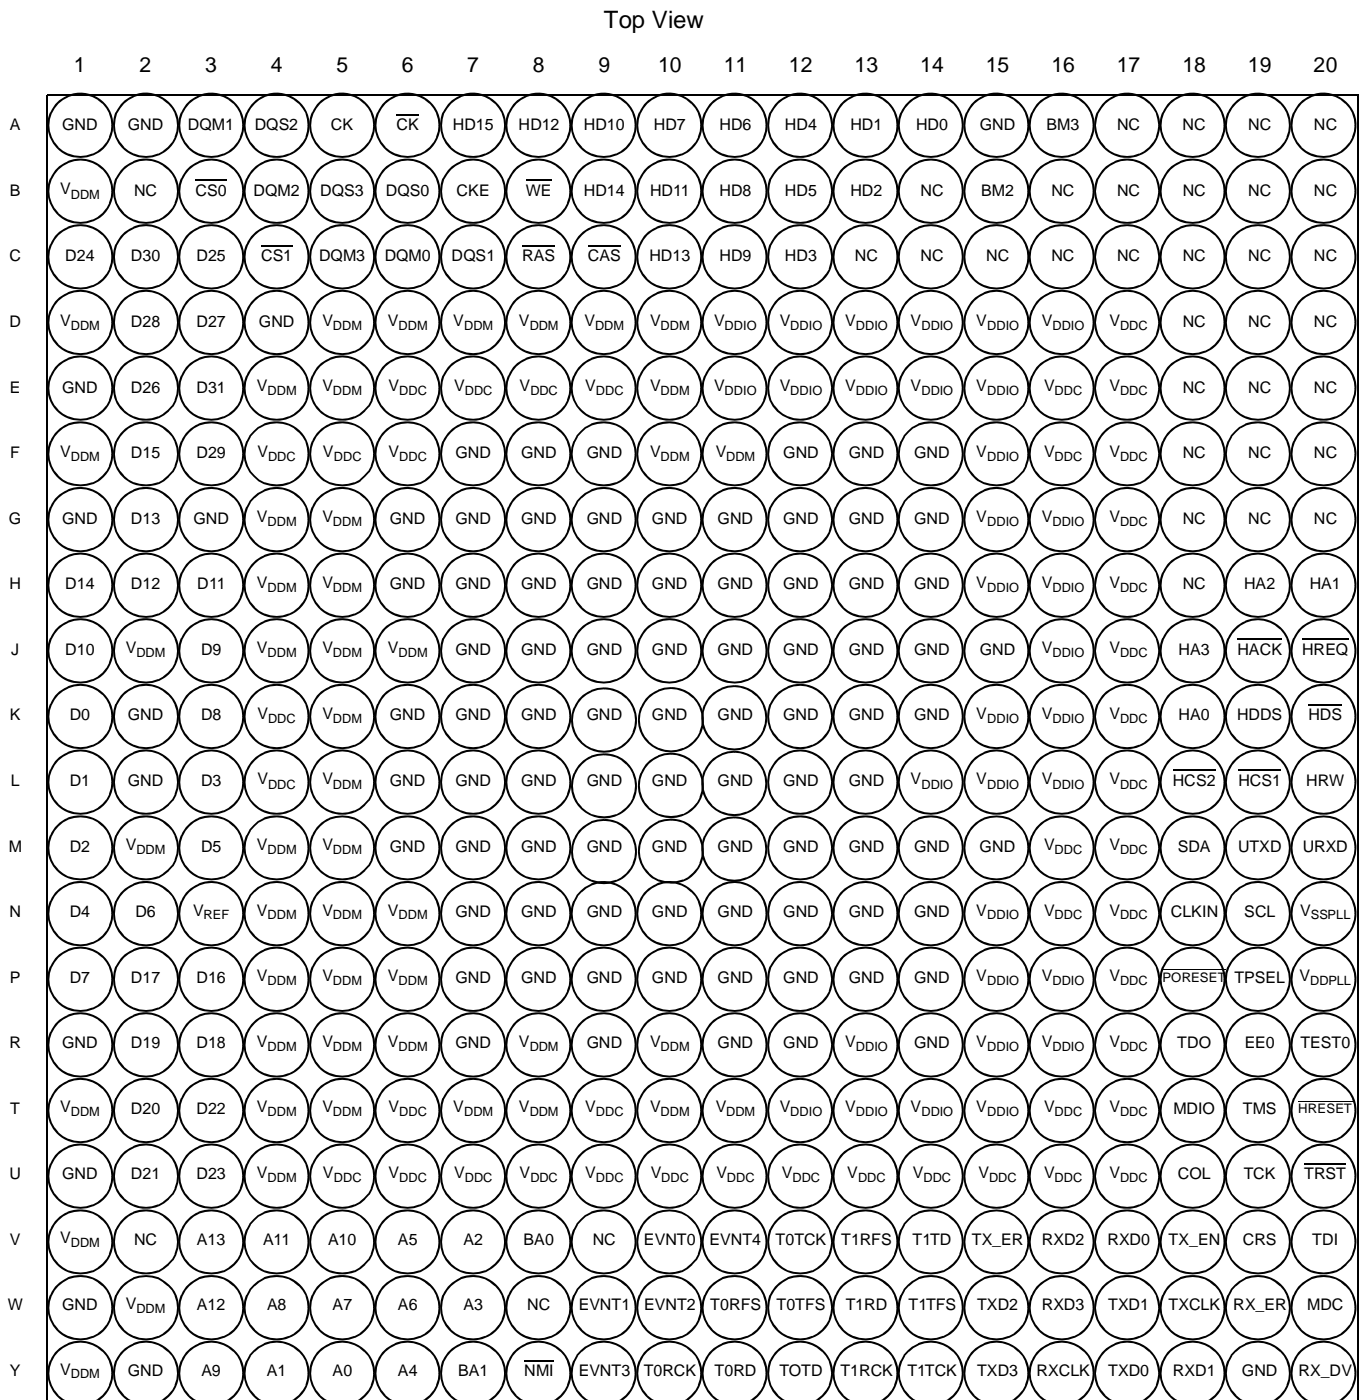 Top View
1 2 3 4 5 6 7 8 9 10 11 12 13 14 15 16 17 18 19 20
A GND GND DQM1 DQS2 CK C̅K̅ HD15 HD12 HD10 HD7 HD6 HD4 HD1 HD0 GND BM3 NC NC NC NC
B VDDM NC C̅S̅0̅ DQM2 DQS3 DQS0 CKE W̅E̅ HD14 HD11 HD8 HD5 HD2 NC BM2 NC NC NC NC NC
C D24 D30 D25 C̅S̅1̅ DQM3 DQM0 DQS1 R̅A̅S̅ C̅A̅S̅ HD13 HD9 HD3 NC NC NC NC NC NC NC NC
D VDDM D28 D27 GND VDDM VDDM VDDM VDDM VDDM VDDM VDDIO VDDIO VDDIO VDDIO VDDIO VDDIO VDDC NC NC NC
E GND D26 D31 VDDM VDDM VDDC VDDC VDDC VDDC VDDM VDDIO VDDIO VDDIO VDDIO VDDIO VDDC VDDC NC NC NC
F VDDM D15 D29 VDDC VDDC VDDC GND GND GND VDDM VDDM GND GND GND VDDIO VDDC VDDC NC NC NC
G GND D13 GND VDDM VDDM GND GND GND GND GND GND GND GND GND VDDIO VDDIO VDDC NC NC NC
H D14 D12 D11 VDDM VDDM GND GND GND GND GND GND GND GND GND VDDIO VDDIO VDDC NC HA2 HA1
J D10 VDDM D9 VDDM VDDM VDDM GND GND GND GND GND GND GND GND GND VDDIO VDDC HA3 H̅A̅C̅K̅ H̅R̅E̅Q̅
K D0 GND D8 VDDC VDDM GND GND GND GND GND GND GND GND GND VDDIO VDDIO VDDC HA0 HDDS H̅D̅S̅
L D1 GND D3 VDDC VDDM GND GND GND GND GND GND GND GND VDDIO VDDIO VDDIO VDDC H̅C̅S̅2̅ H̅C̅S̅1̅ HRW
M D2 VDDM D5 VDDM VDDM GND GND GND GND GND GND GND GND GND GND VDDC VDDC SDA UTXD URXD
N D4 D6 VREF VDDM VDDM VDDM GND GND GND GND GND GND GND GND VDDIO VDDC VDDC CLKIN SCL VSSPLL
P D7 D17 D16 VDDM VDDM VDDM GND GND GND GND GND GND GND GND VDDIO VDDIO VDDC P̅O̅R̅E̅S̅E̅T̅ TPSEL VDDPLL
R GND D19 D18 VDDM VDDM VDDM GND VDDM GND VDDM GND GND VDDIO GND VDDIO VDDIO VDDC TDO EE0 TEST0
T VDDM D20 D22 VDDM VDDM VDDC VDDM VDDM VDDC VDDM VDDM VDDIO VDDIO VDDIO VDDIO VDDC VDDC MDIO TMS H̅R̅E̅S̅E̅T̅
U GND D21 D23 VDDM VDDC VDDC VDDC VDDC VDDC VDDC VDDC VDDC VDDC VDDC VDDC VDDC VDDC COL TCK T̅R̅S̅T̅
V VDDM NC A13 A11 A10 A5 A2 BA0 NC EVNT0 EVNT4 T0TCK T1RFS T1TD TX_ER RXD2 RXD0 TX_EN CRS TDI
W GND VDDM A12 A8 A7 A6 A3 NC EVNT1 EVNT2 T0RFS T0TFS T1RD T1TFS TXD2 RXD3 TXD1 TXCLK RX_ER MDC
Y VDDM GND A9 A1 A0 A4 BA1 N̅M̅I̅ EVNT3 T0RCK T0RD TOTD T1RCK T1TCK TXD3 RXCLK TXD0 RXD1 GND RX_DV